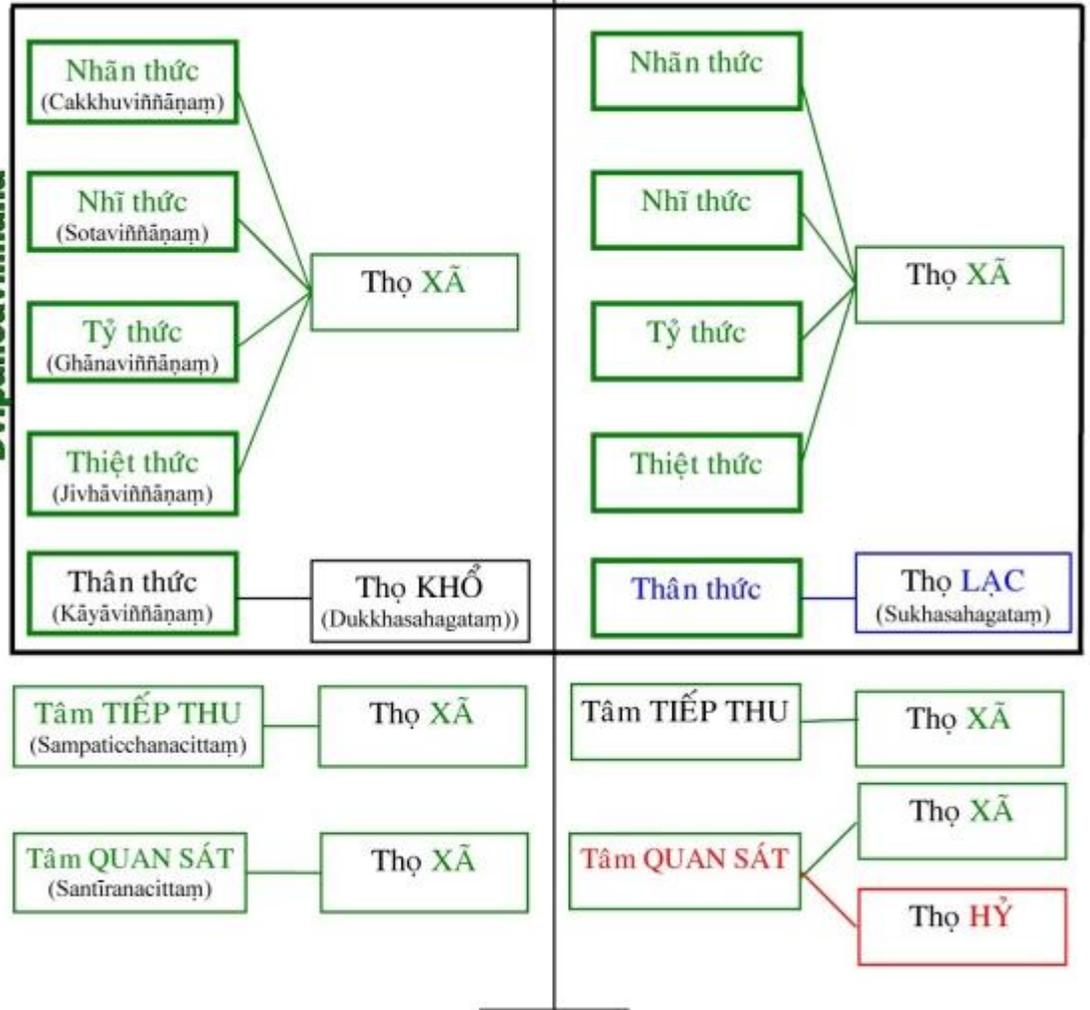 Nhãn thức
(Cakkhuviññāṇaṃ)
Nhĩ thức
(Sotaviññāṇaṃ)
Tỷ thức
(Ghānaviññāṇaṃ)
Thiệt thức
(Jivhāviññāṇaṃ)
Thọ XÃ
Thân thức
(Kāyāviññāṇaṃ)
Thọ KHỔ
(Dukkhasahagataṃ))
Tâm TIẾP THU
(Sampaticchanacittaṃ)
Thọ XÃ
Tâm QUAN SÁT
(Santīranacittaṃ)
Thọ XÃ
Nhãn thức
Nhĩ thức
Tỷ thức
Thiệt thức
Thọ XÃ
Thân thức
Thọ LẠC
(Sukhasahagataṃ)
Tâm TIẾP THU
Thọ XÃ
Tâm QUAN SÁT
Thọ XÃ
Thọ HỶ